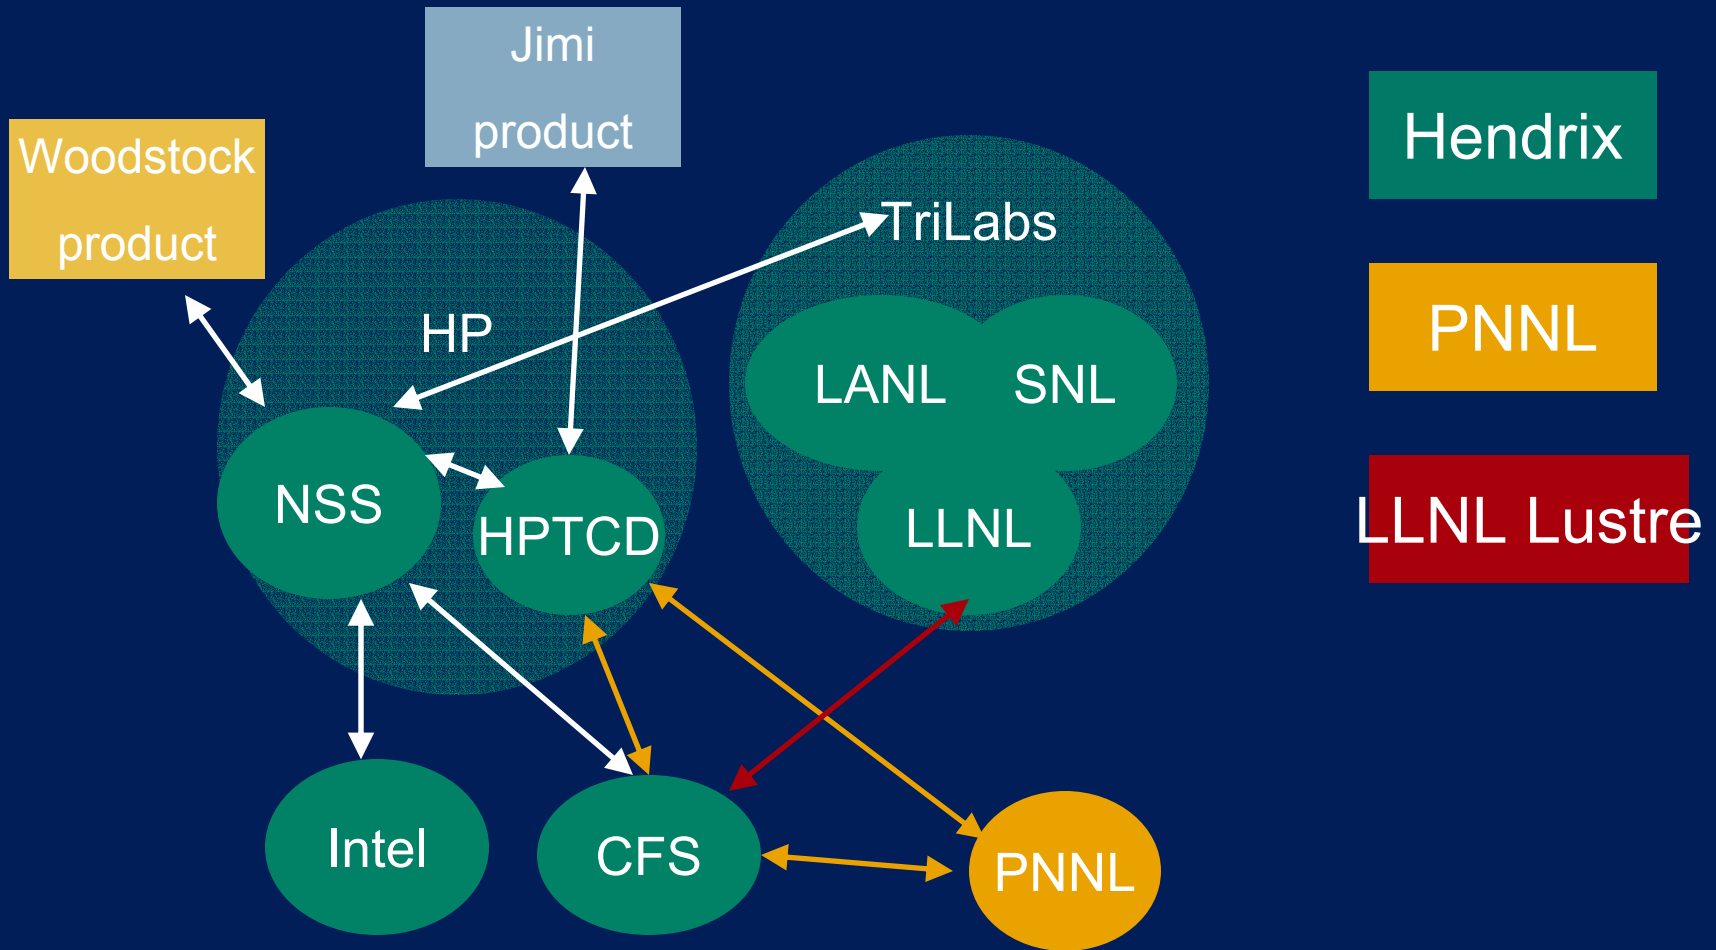 Jimi
product
Woodstock
product
TriLabs
HP
LANL
SNL
NSS
HPTCD
LLNL
Intel
CFS
PNNL
Hendrix
PNNL
LLNL Lustre